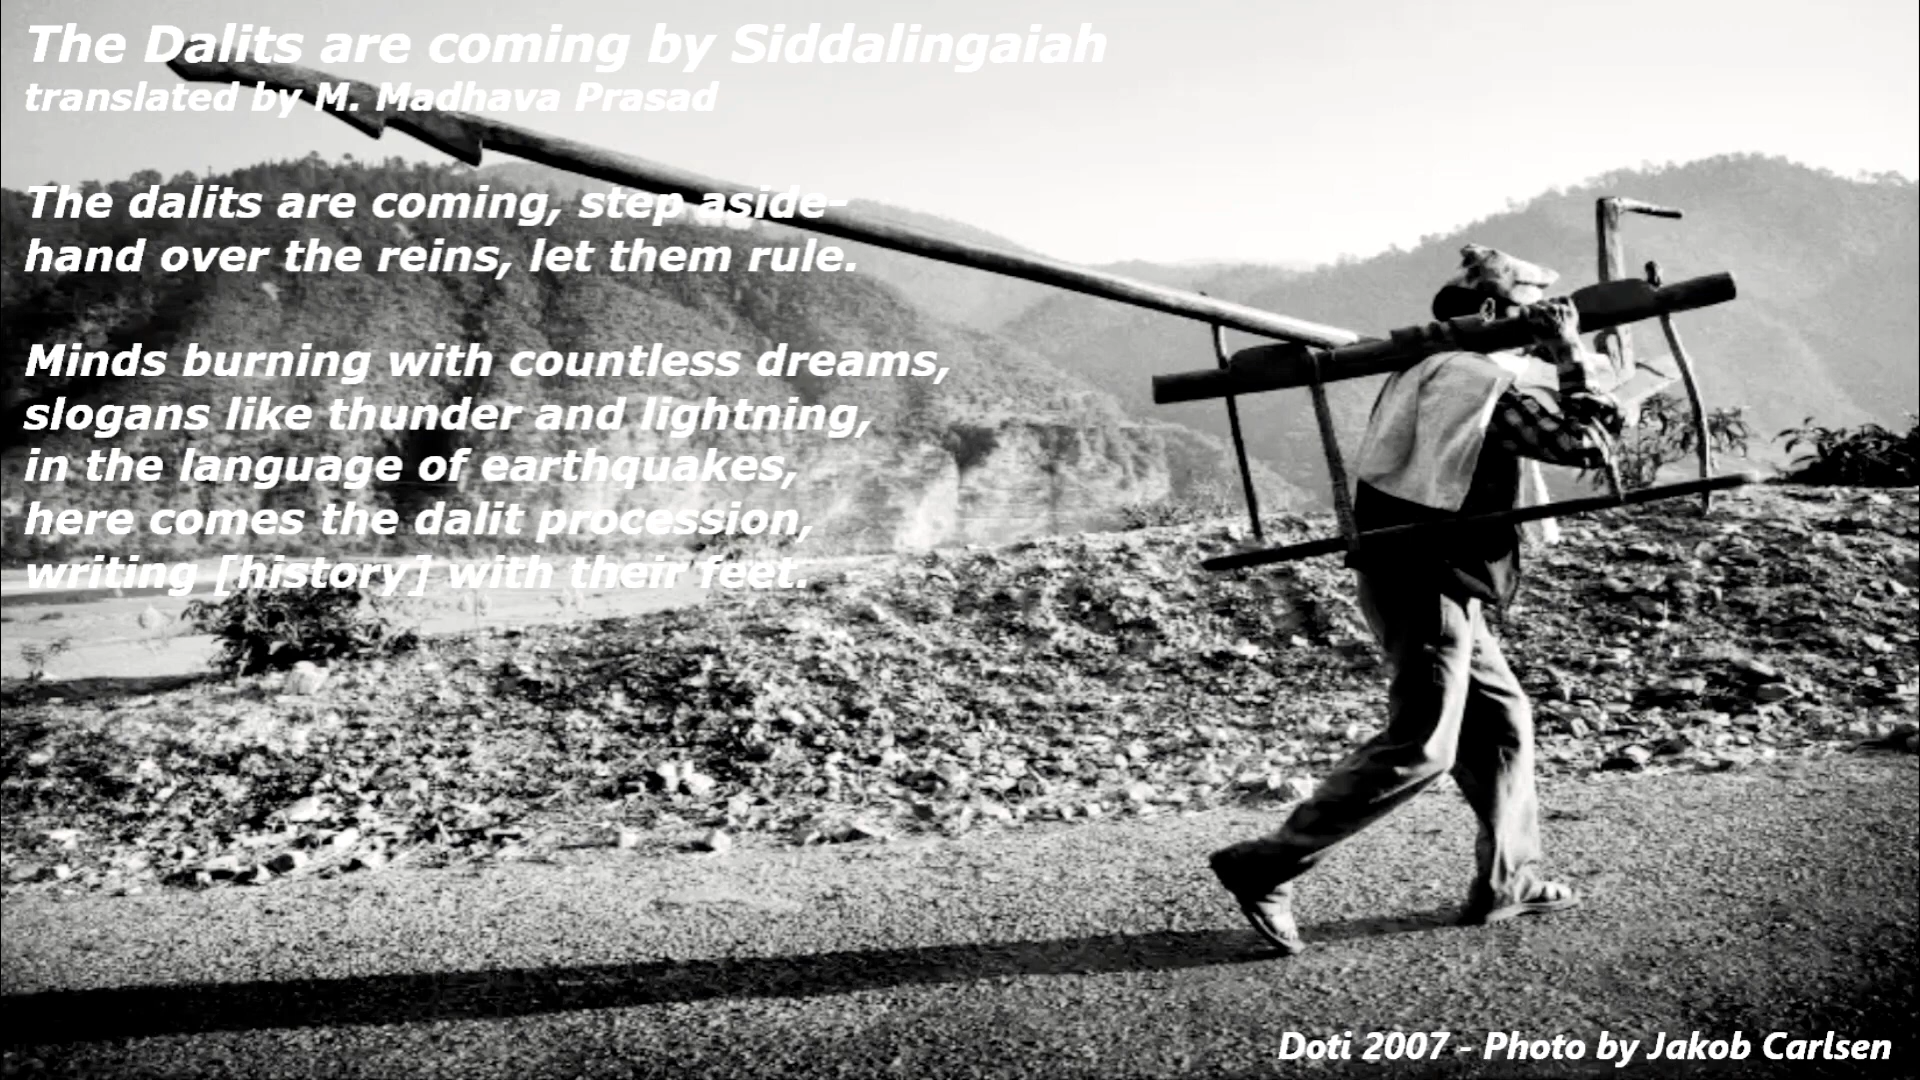 The Dalits are coming by Siddalingaiah
translated by M. Madhava Prasad
The dalits are coming, step aside-
hand over the reins, let them rule.
Minds burning with countless dreams,
slogans like thunder and lightning,
in the language of earthquakes,
here comes the dalit procession,
writing [history] with their feet.
Doti 2007 - Photo by Jakob Carlsen